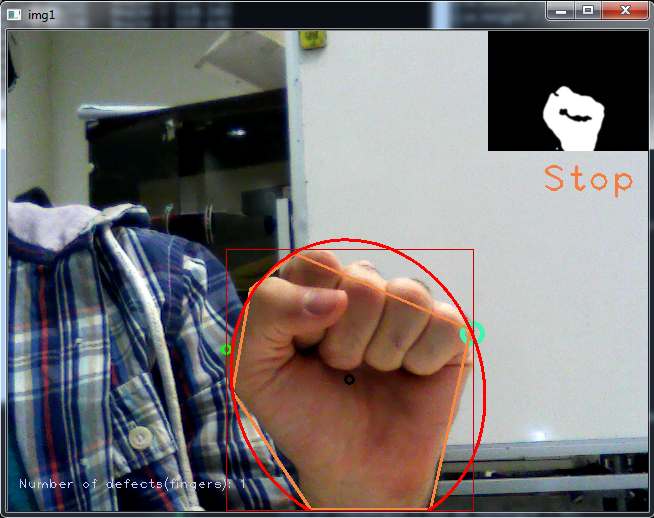 img1
Stop
Number of defects(fingers): 1